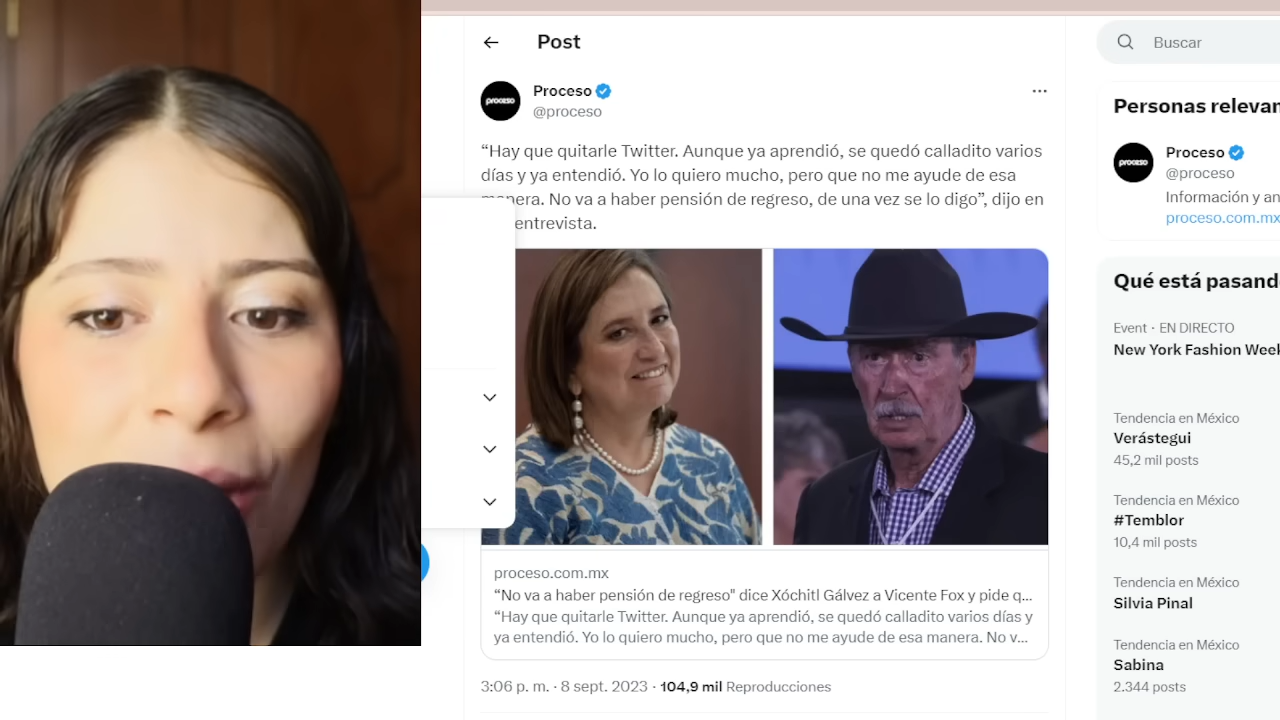 Post
Buscar
Proceso
@proceso
“Hay que quitarle Twitter. Aunque ya aprendió, se quedó calladito varios
días y ya entendió. Yo lo quiero mucho, pero que no me ayude de esa
manera. No va a haber pensión de regreso, de una vez se lo digo”, dijo en
entrevista.
proceso.com.mx
“No va a haber pensión de regreso" dice Xóchitl Gálvez a Vicente Fox y pide q...
“Hay que quitarle Twitter. Aunque ya aprendió, se quedó calladito varios días y
ya entendió. Yo lo quiero mucho, pero que no me ayude de esa manera. No v...
3:06 p. m. · 8 sept. 2023 · 104,9 mil Reproducciones
Personas relevan
proceso
Proceso
@proceso
Información y an
proceso.com.mx
Qué está pasando
Event · EN DIRECTO
New York Fashion Week
Tendencia en México
Verástegui
45,2 mil posts
Tendencia en México
#Temblor
10,4 mil posts
Tendencia en México
Silvia Pinal
Tendencia en México
Sabina
2.344 posts